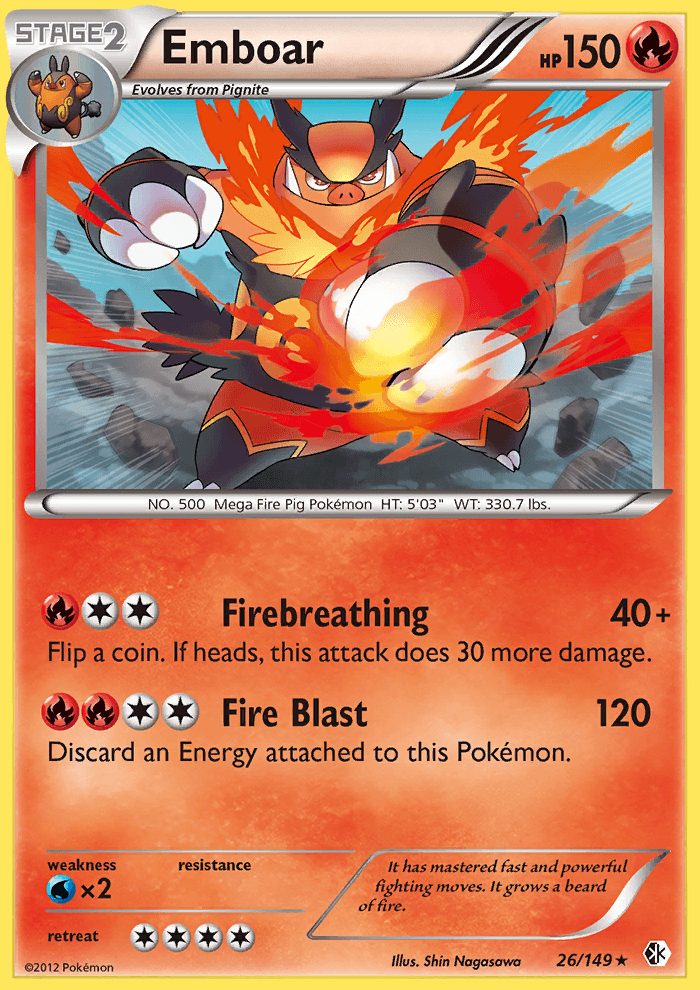 STAGE2
Emboar
HP150
Evolves from Pignite
NO. 500 Mega Fire Pig Pokémon HT: 5'03" WT: 330.7 lbs.
Firebreathing 40+
Flip a coin. If heads, this attack does 30 more damage.
Fire Blast 120
Discard an Energy attached to this Pokémon.
weakness resistance
×2
It has mastered fast and powerful
fighting moves. It grows a beard
of fire.
retreat
Illus. Shin Nagasawa 26/149★
©2012 Pokémon